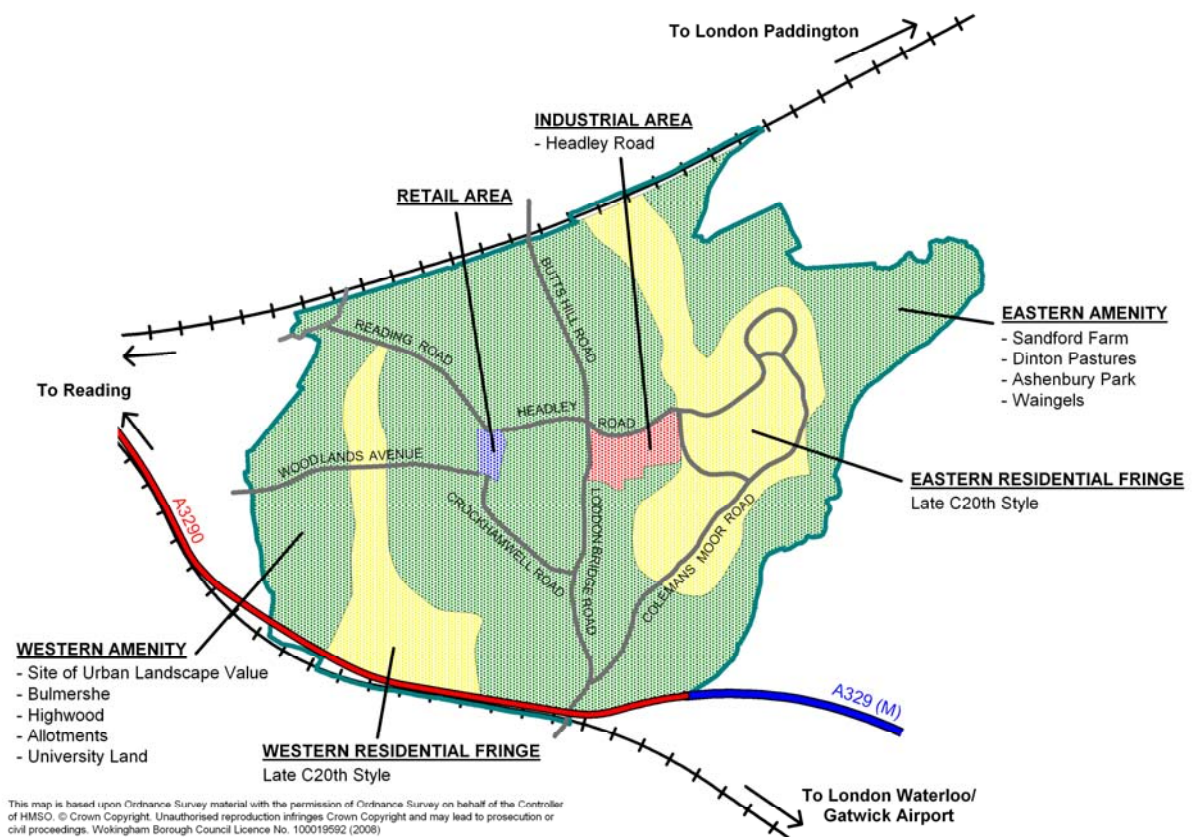 To London Paddington
INDUSTRIAL AREA
- Headley Road
RETAIL AREA
BUTTS HILL ROAD
READING ROAD
EASTERN AMENITY
- Sandford Farm
- Dinton Pastures
- Ashenbury Park
- Waingels
To Reading
HEADLEY ROAD
WOODLANDS AVENUE
A3290
CROCKHAMWELL ROAD
LODDON BRIDGE ROAD
COLEMANS MOOR ROAD
EASTERN RESIDENTIAL FRINGE
Late C20th Style
WESTERN AMENITY
- Site of Urban Landscape Value
- Bulmershe
- Highwood
- Allotments
- University Land
WESTERN RESIDENTIAL FRINGE
Late C20th Style
A329 (M)
To London Waterloo/
Gatwick Airport
This map is based upon Ordnance Survey material with the permission of Ordnance Survey on behalf of the Controller
of HMSO. © Crown Copyright. Unauthorised reproduction infringes Crown Copyright and may lead to prosecution or
civil proceedings. Wokingham Borough Council Licence No. 100019592 (2008)